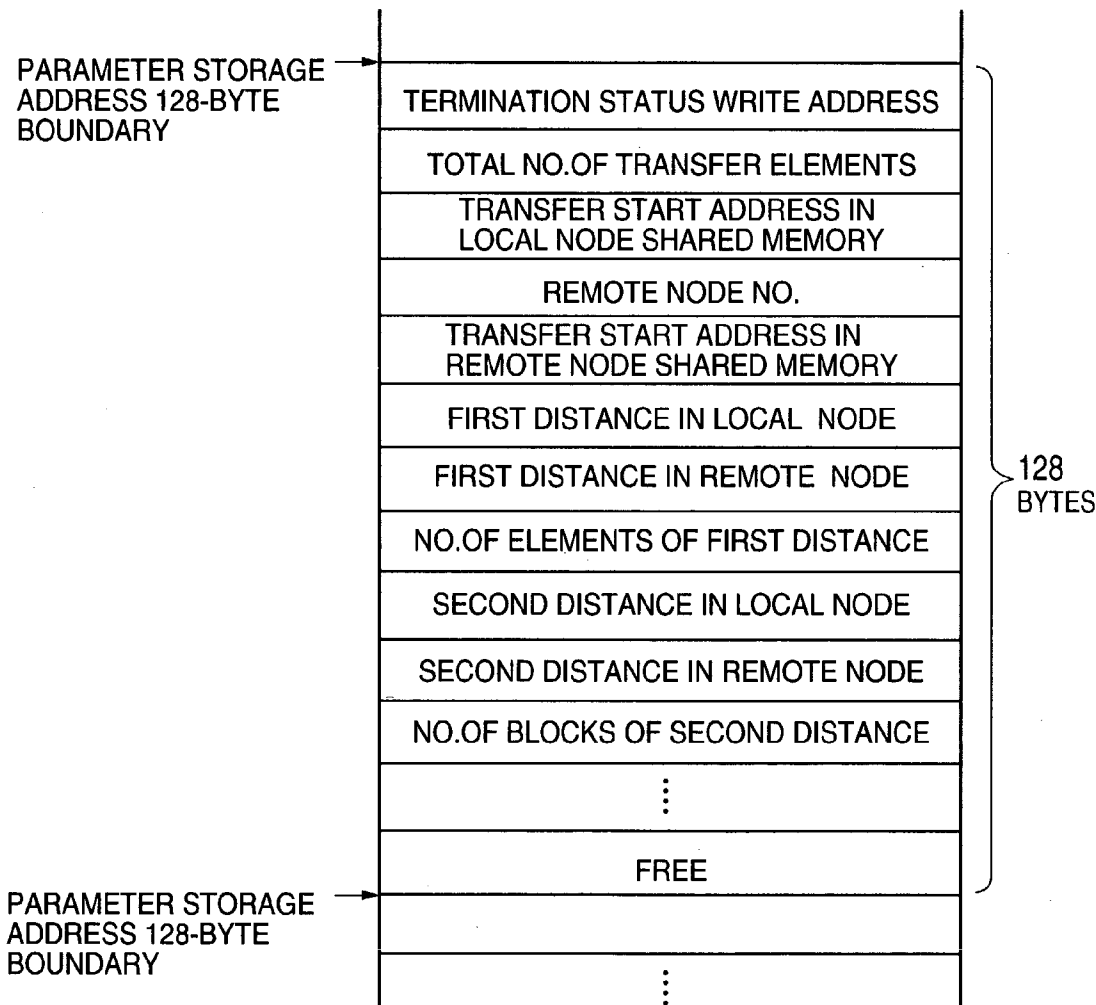 PARAMETER STORAGE
ADDRESS 128-BYTE
BOUNDARY
TERMINATION STATUS WRITE ADDRESS
TOTAL NO.OF TRANSFER ELEMENTS
TRANSFER START ADDRESS IN
LOCAL NODE SHARED MEMORY
REMOTE NODE NO.
TRANSFER START ADDRESS IN
REMOTE NODE SHARED MEMORY
FIRST DISTANCE IN LOCAL NODE
FIRST DISTANCE IN REMOTE NODE
NO.OF ELEMENTS OF FIRST DISTANCE
SECOND DISTANCE IN LOCAL NODE
SECOND DISTANCE IN REMOTE NODE
NO.OF BLOCKS OF SECOND DISTANCE
FREE
128
BYTES
PARAMETER STORAGE
ADDRESS 128-BYTE
BOUNDARY